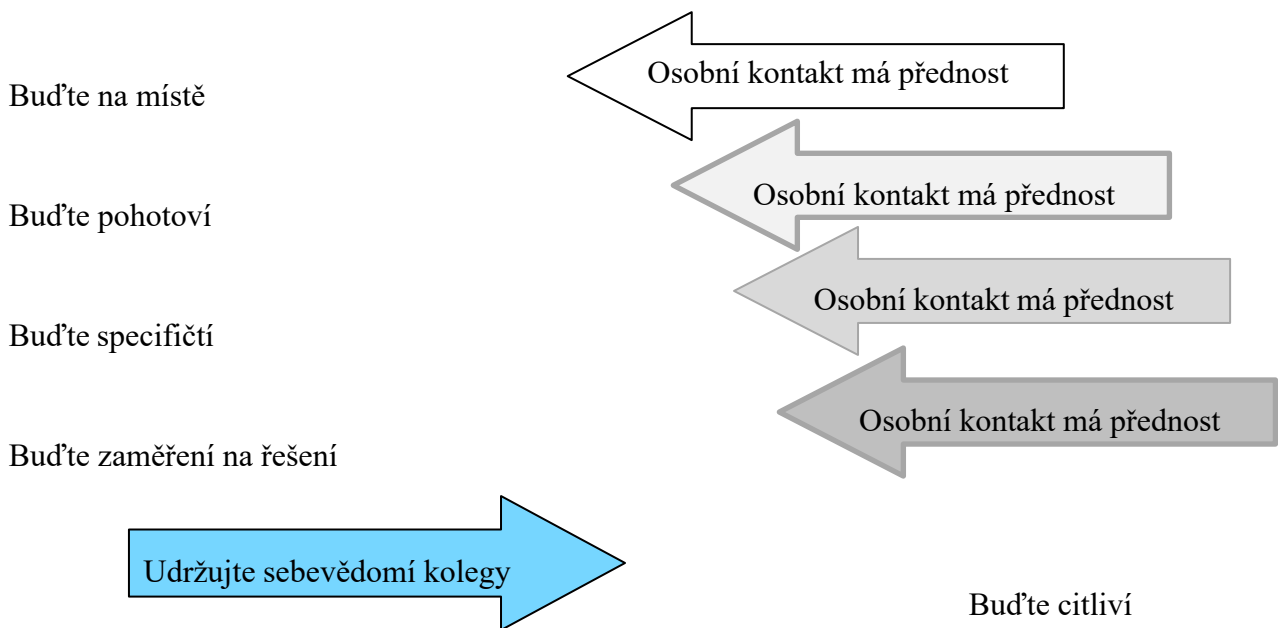 Osobní kontakt má přednost
Buďte na místě
Osobní kontakt má přednost
Buďte pohotoví
Osobní kontakt má přednost
Buďte specifičtí
Osobní kontakt má přednost
Buďte zaměření na řešení
Udržujte sebevědomí kolegy
Buďte citliví